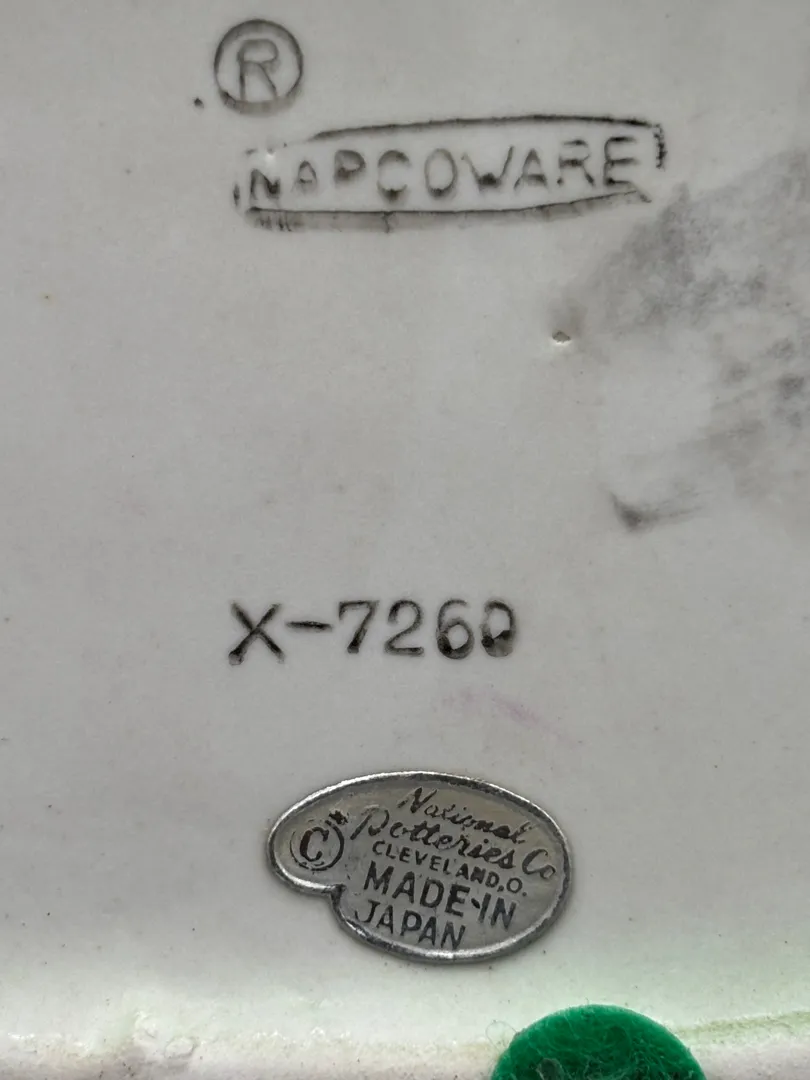 ®
NAPCOWARE
X-7260
National
©
Potteries Co
CLEVELAND, O.
MADE-IN
JAPAN